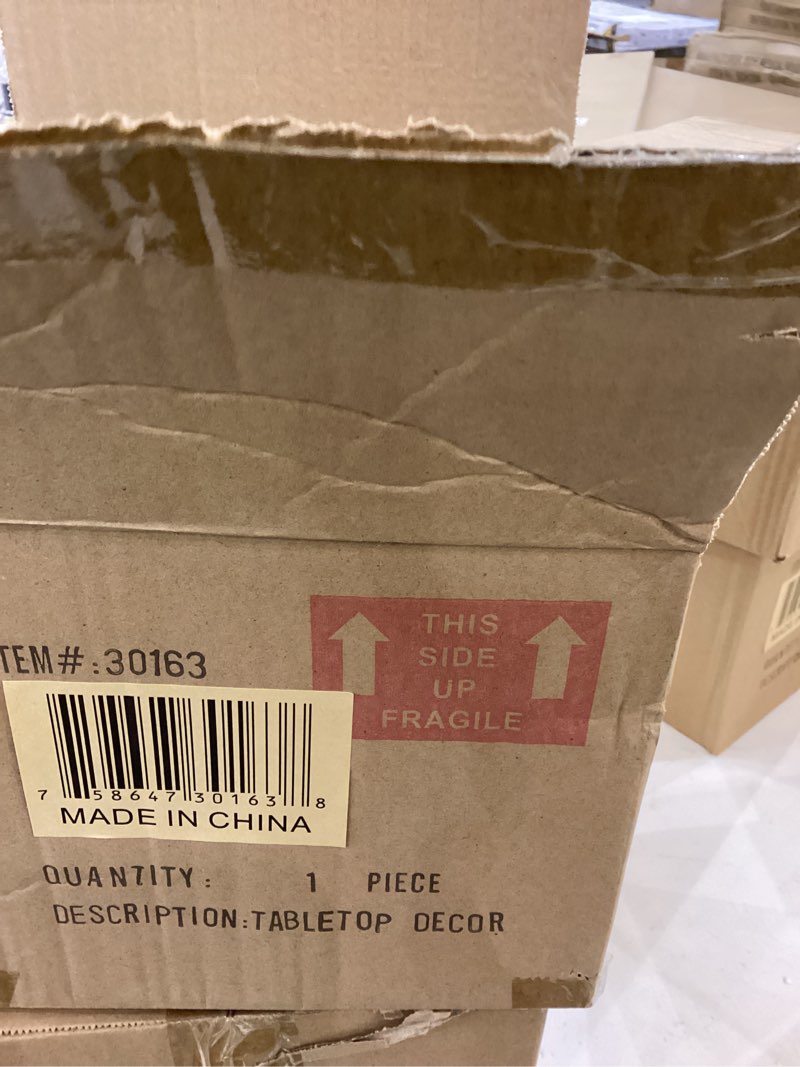 THIS
SIDE
UP
FRAGILE
TEM#:30163
7 58647 30163 8
MADE IN CHINA
QUANTITY: 1 PIECE
DESCRIPTION:TABLETOP DECOR